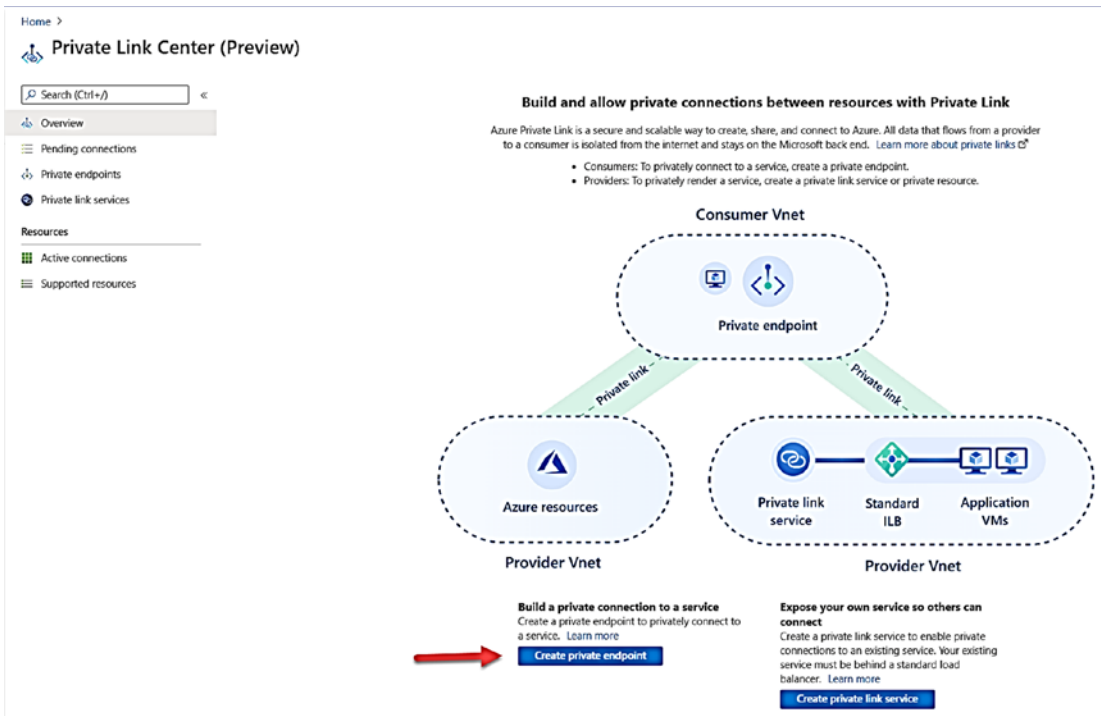 Home >
Private Link Center (Preview)
Search (Ctrl+/)
«
Overview
Pending connections
Private endpoints
Private link services
Resources
Active connections
Supported resources
Build and allow private connections between resources with Private Link
Azure Private Link is a secure and scalable way to create, share, and connect to Azure. All data that flows from a provider
to a consumer is isolated from the internet and stays on the Microsoft back end. Learn more about private links
• Consumers: To privately connect to a service, create a private endpoint.
• Providers: To privately render a service, create a private link service or private resource.
Consumer Vnet
Private endpoint
Private link
Private link
Azure resources
Provider Vnet
Private link
service
Standard
ILB
Application
VMs
Provider Vnet
Build a private connection to a service
Create a private endpoint to privately connect to
a service. Learn more
Create private endpoint
Expose your own service so others can
connect
Create a private link service to enable private
connections to an existing service. Your existing
service must be behind a standard load
balancer. Learn more
Create private link service